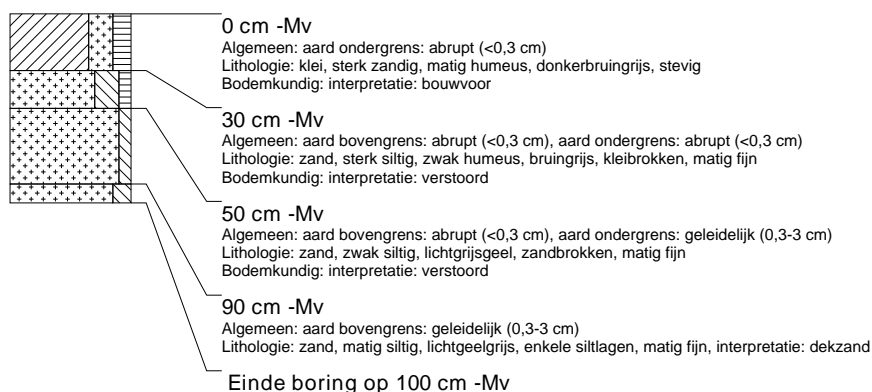 0 cm -Mv
Algemeen: aard ondergrens: abrupt (<0,3 cm)
Lithologie: klei, sterk zandig, matig humeus, donkerbruingrijs, stevig
Bodemkundig: interpretatie: bouwvoor
30 cm -Mv
Algemeen: aard bovengrens: abrupt (<0,3 cm), aard ondergrens: abrupt (<0,3 cm)
Lithologie: zand, sterk siltig, zwak humeus, bruingrijs, kleibrokken, matig fijn
Bodemkundig: interpretatie: verstoord
50 cm -Mv
Algemeen: aard bovengrens: abrupt (<0,3 cm), aard ondergrens: geleidelijk (0,3-3 cm)
Lithologie: zand, zwak siltig, lichtgrijsgeel, zandbrokken, matig fijn
Bodemkundig: interpretatie: verstoord
90 cm -Mv
Algemeen: aard bovengrens: geleidelijk (0,3-3 cm)
Lithologie: zand, matig siltig, lichtgeelgrijs, enkele siltlagen, matig fijn, interpretatie: dekzand
Einde boring op 100 cm -Mv